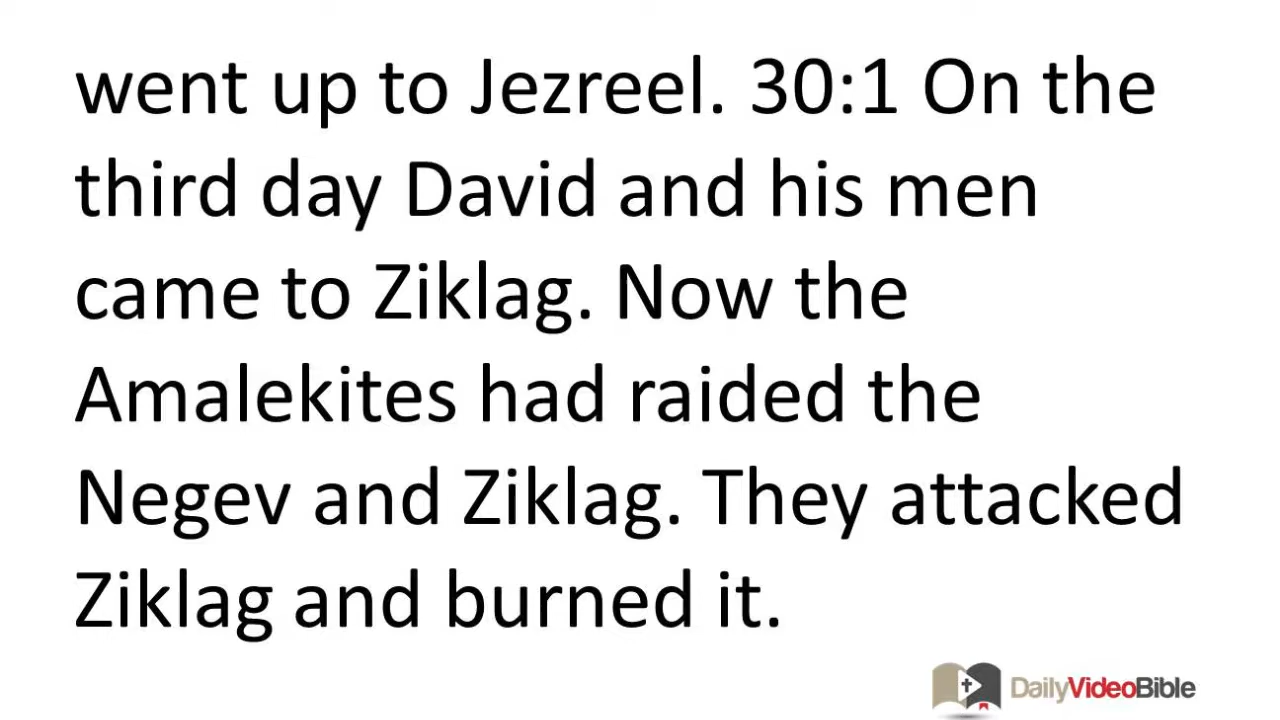 went up to Jezreel. 30:1 On the
third day David and his men
came to Ziklag. Now the
Amalekites had raided the
Negev and Ziklag. They attacked
Ziklag and burned it.
DailyVideoBible